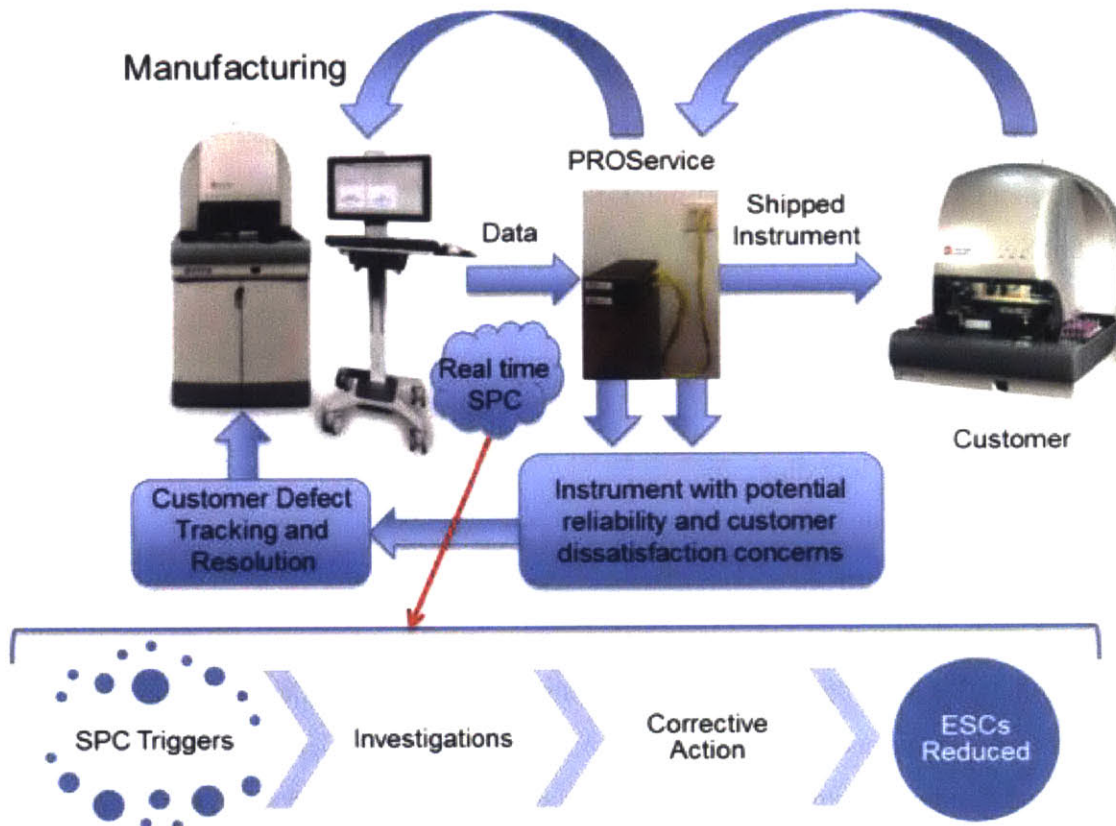 Manufacturing
PROService
Data
Shipped
Instrument
Real time
SPC
Customer
Customer Defect
Tracking and
Resolution
Instrument with potential
reliability and customer
dissatisfaction concerns
SPC Triggers
Investigations
Corrective
Action
ESCs
Reduced